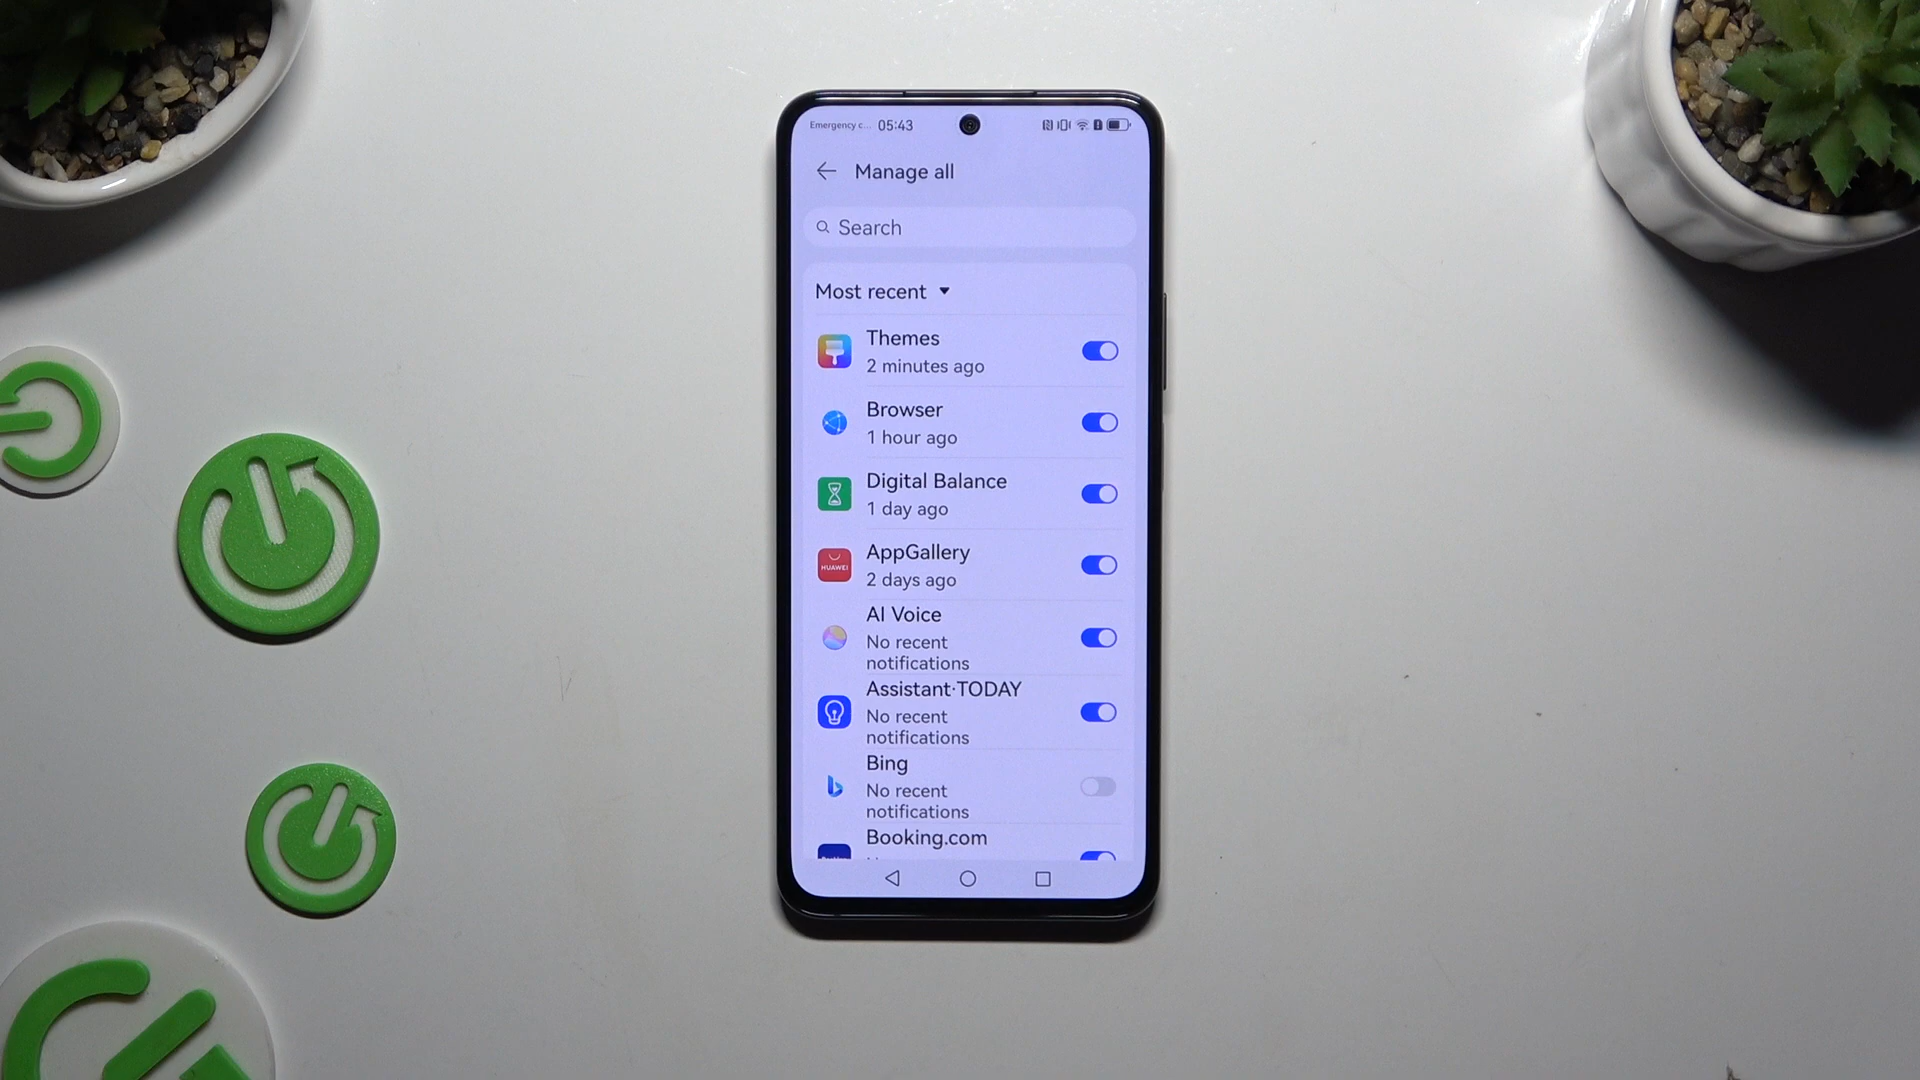 Emergency c... 05:43
Manage all
Search
Most recent
Themes
2 minutes ago
Browser
1 hour ago
Digital Balance
1 day ago
AppGallery
2 days ago
HUAWEI
AI Voice
No recent
notifications
Assistant·TODAY
No recent
notifications
Bing
No recent
notifications
Booking.com